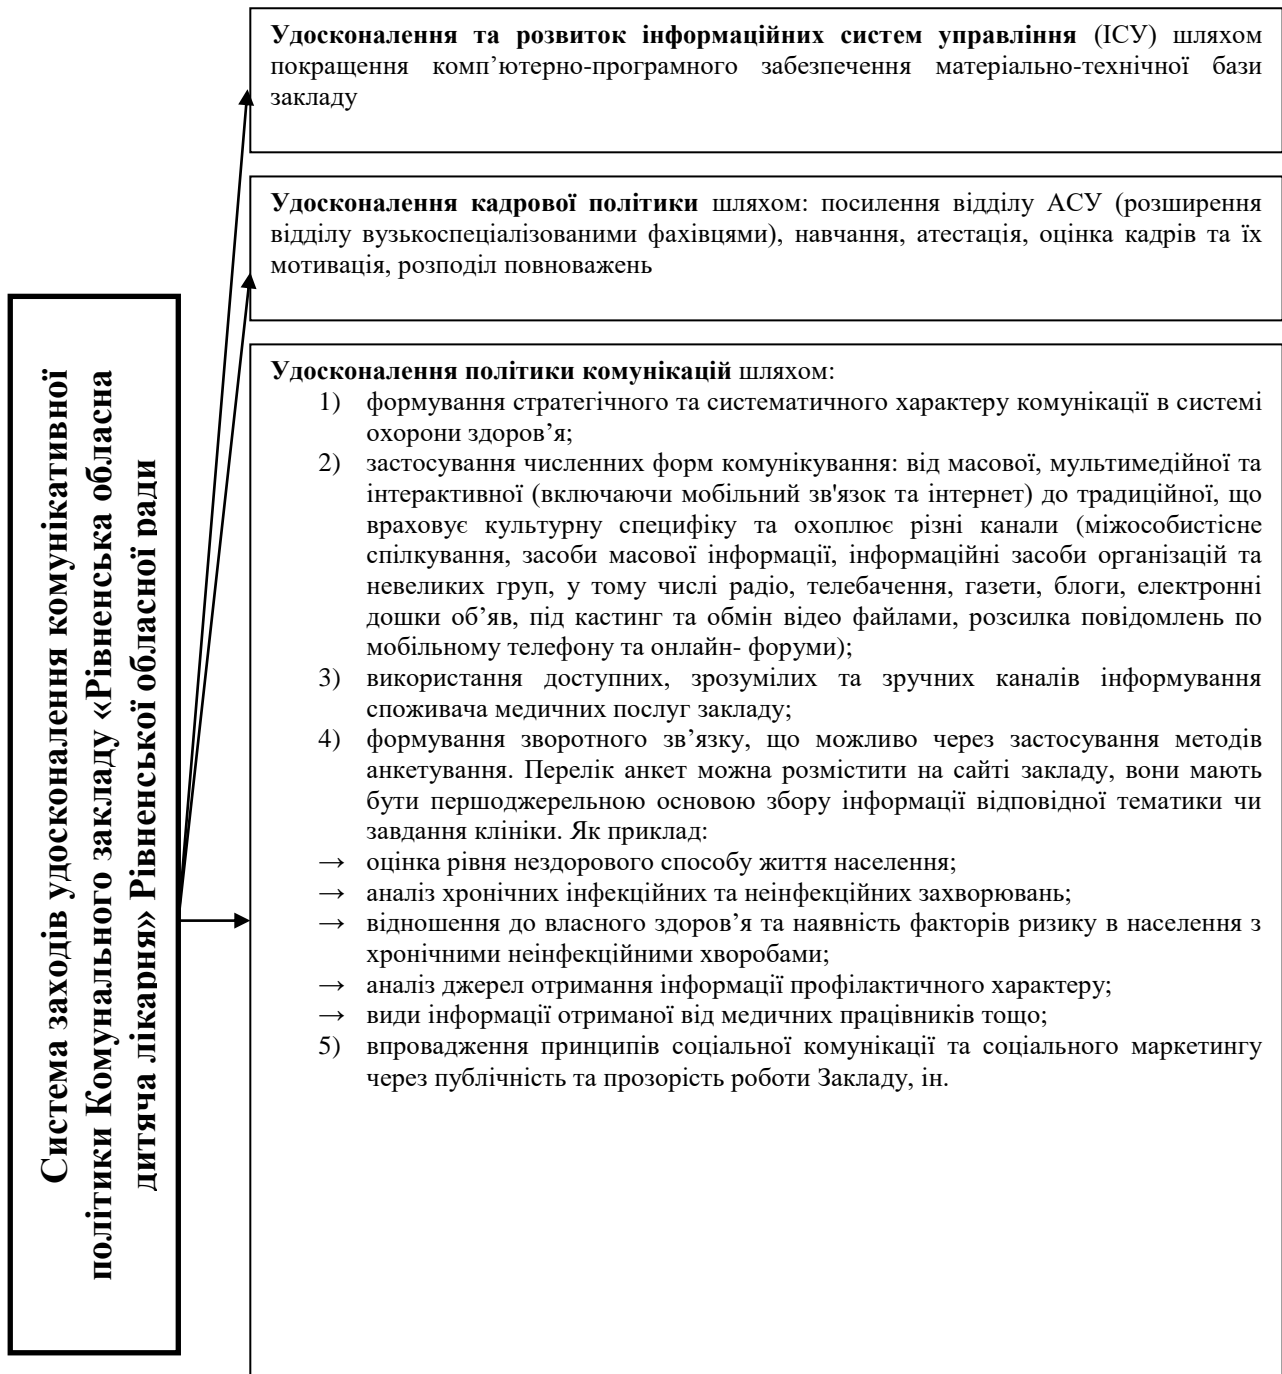 Система заходів удосконалення комунікативної
політики Комунального закладу «Рівненська обласна
дитяча лікарня» Рівненської обласної ради
Удосконалення та розвиток інформаційних систем управління (ІСУ) шляхом
покращення комп’ютерно-програмного забезпечення матеріально-технічної бази
закладу
Удосконалення кадрової політики шляхом: посилення відділу АСУ (розширення
відділу вузькоспеціалізованими фахівцями), навчання, атестація, оцінка кадрів та їх
мотивація, розподіл повноважень
Удосконалення політики комунікацій шляхом:
1) формування стратегічного та систематичного характеру комунікації в системі
охорони здоров’я;
2) застосування численних форм комунікування: від масової, мультимедійної та
інтерактивної (включаючи мобільний зв'язок та інтернет) до традиційної, що
враховує культурну специфіку та охоплює різні канали (міжособистісне
спілкування, засоби масової інформації, інформаційні засоби організацій та
невеликих груп, у тому числі радіо, телебачення, газети, блоги, електронні
дошки об’яв, під кастинг та обмін відео файлами, розсилка повідомлень по
мобільному телефону та онлайн- форуми);
3) використання доступних, зрозумілих та зручних каналів інформування
споживача медичних послуг закладу;
4) формування зворотного зв’язку, що можливо через застосування методів
анкетування. Перелік анкет можна розмістити на сайті закладу, вони мають
бути першоджерельною основою збору інформації відповідної тематики чи
завдання клініки. Як приклад:
→ оцінка рівня нездорового способу життя населення;
→ аналіз хронічних інфекційних та неінфекційних захворювань;
→ відношення до власного здоров’я та наявність факторів ризику в населення з
хронічними неінфекційними хворобами;
→ аналіз джерел отримання інформації профілактичного характеру;
→ види інформації отриманої від медичних працівників тощо;
5) впровадження принципів соціальної комунікації та соціального маркетингу
через публічність та прозорість роботи Закладу, ін.